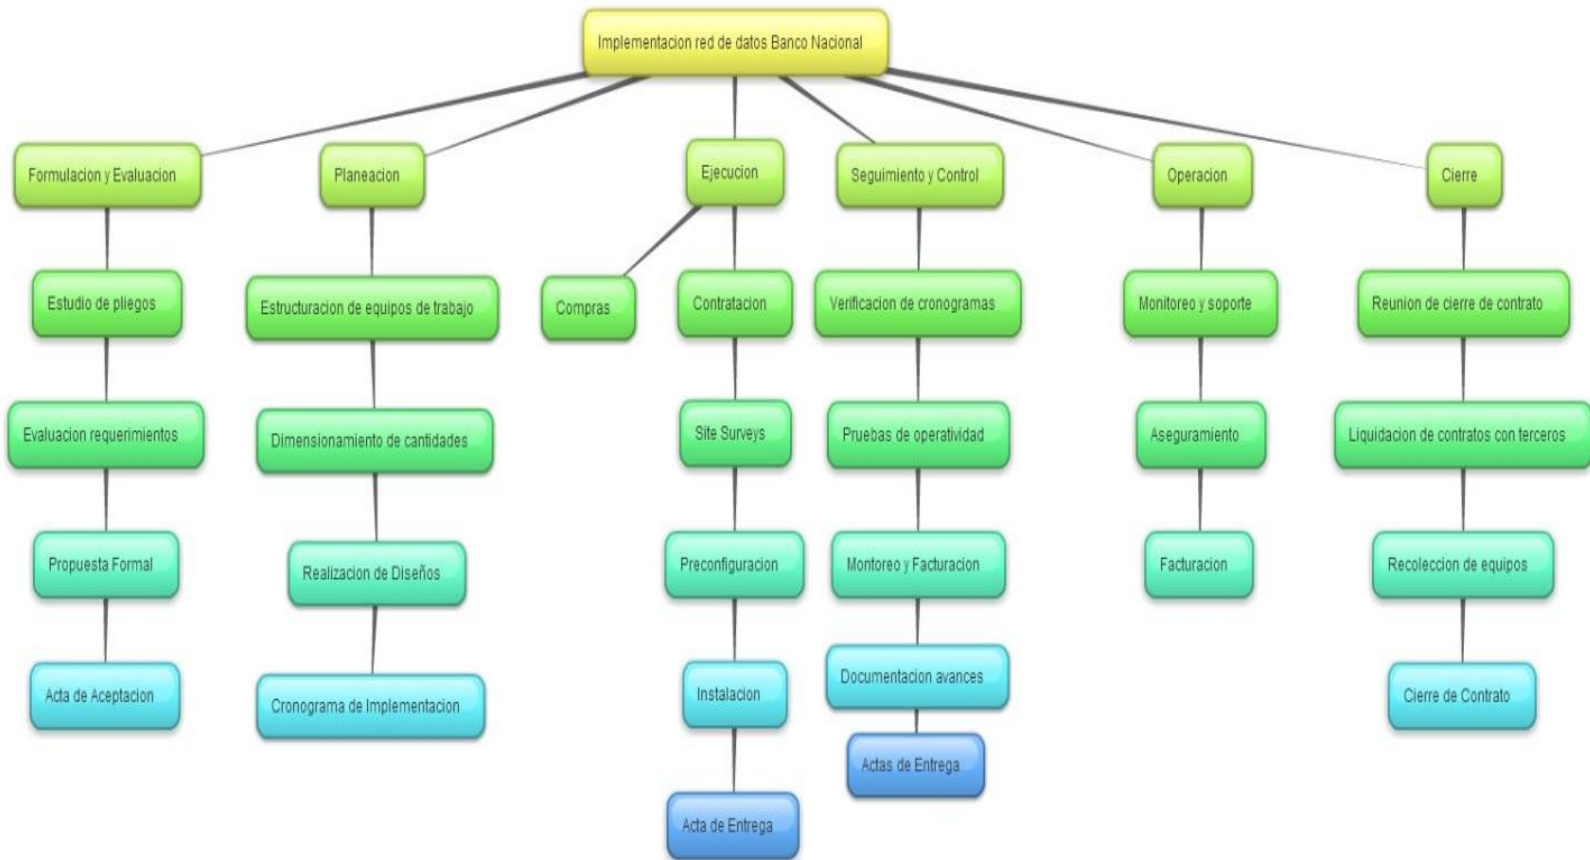 Implementacion red de datos Banco Nacional
Formulacion y Evaluacion
Planeacion
Ejecucion
Seguimiento y Control
Operacion
Cierre
Estudio de pliegos
Estructuracion de equipos de trabajo
Compras
Contratacion
Verificacion de cronogramas
Monitoreo y soporte
Reunion de cierre de contrato
Evaluacion requerimientos
Dimensionamiento de cantidades
Site Surveys
Pruebas de operatividad
Aseguramiento
Liquidacion de contratos con terceros
Propuesta Formal
Realizacion de Diseños
Preconfiguracion
Montoreo y Facturacion
Facturacion
Recoleccion de equipos
Acta de Aceptacion
Cronograma de Implementacion
Instalacion
Documentacion avances
Cierre de Contrato
Actas de Entrega
Acta de Entrega